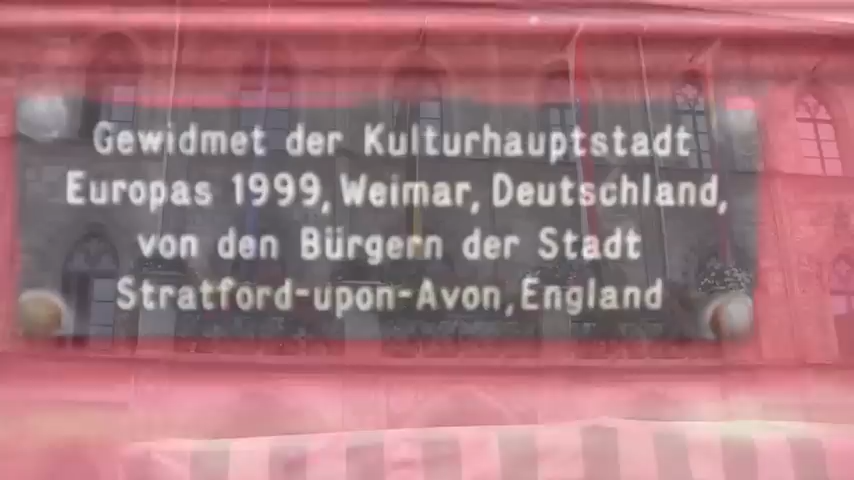 Gewidmet der Kulturhauptstadt
Europas 1999, Weimar, Deutschland,
von den Bürgern der Stadt
Stratford-upon-Avon, England